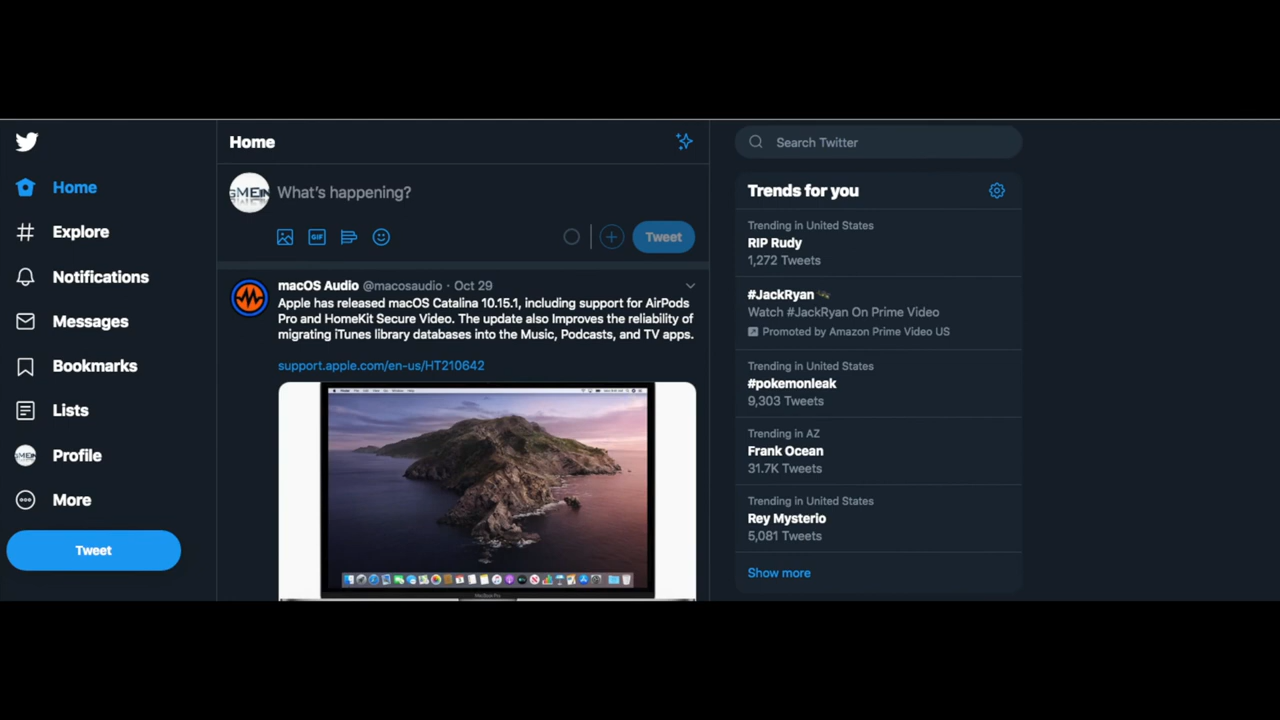 Home
Explore
Notifications
Messages
Bookmarks
Lists
Profile
More
Tweet
Home
What's happening?
GIF
Tweet
macOS Audio @macosaudio · Oct 29
Apple has released macOS Catalina 10.15.1, including support for AirPods
Pro and HomeKit Secure Video. The update also Improves the reliability of
migrating iTunes library databases into the Music, Podcasts, and TV apps.
support.apple.com/en-us/HT210642
MacBook Pro
Search Twitter
Trends for you
Trending in United States
RIP Rudy
1,272 Tweets
#JackRyan
Watch #JackRyan On Prime Video
Promoted by Amazon Prime Video US
Trending in United States
#pokemonleak
9,303 Tweets
Trending in AZ
Frank Ocean
31.7K Tweets
Trending in United States
Rey Mysterio
5,081 Tweets
Show more